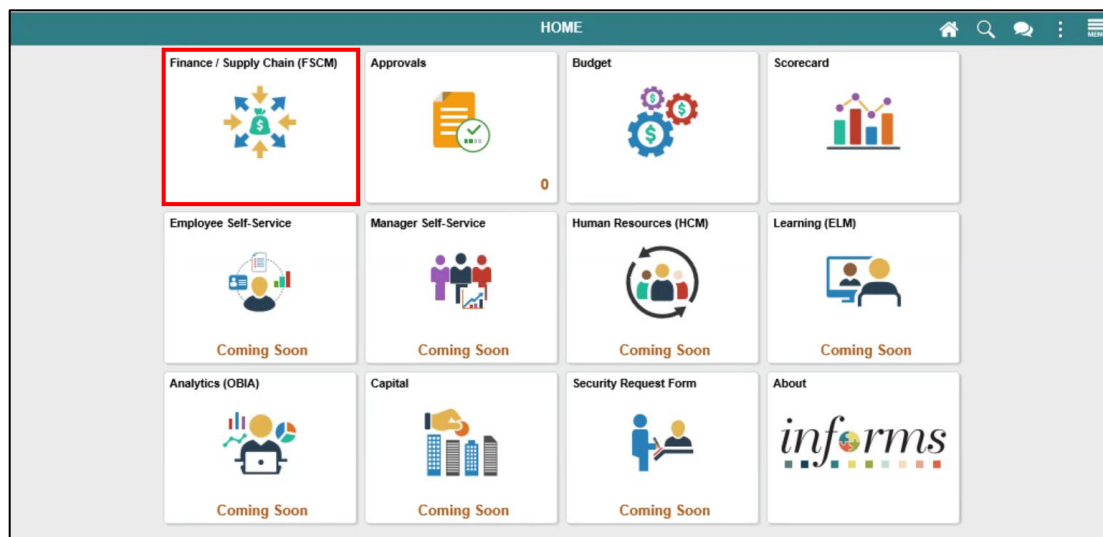 HOME
MENU
Finance / Supply Chain (FSCM)
Approvals
Budget
Scorecard
0
Employee Self-Service
Manager Self-Service
Human Resources (HCM)
Learning (ELM)
Coming Soon
Coming Soon
Coming Soon
Coming Soon
Analytics (OBIA)
Capital
Security Request Form
About
informs
Coming Soon
Coming Soon
Coming Soon